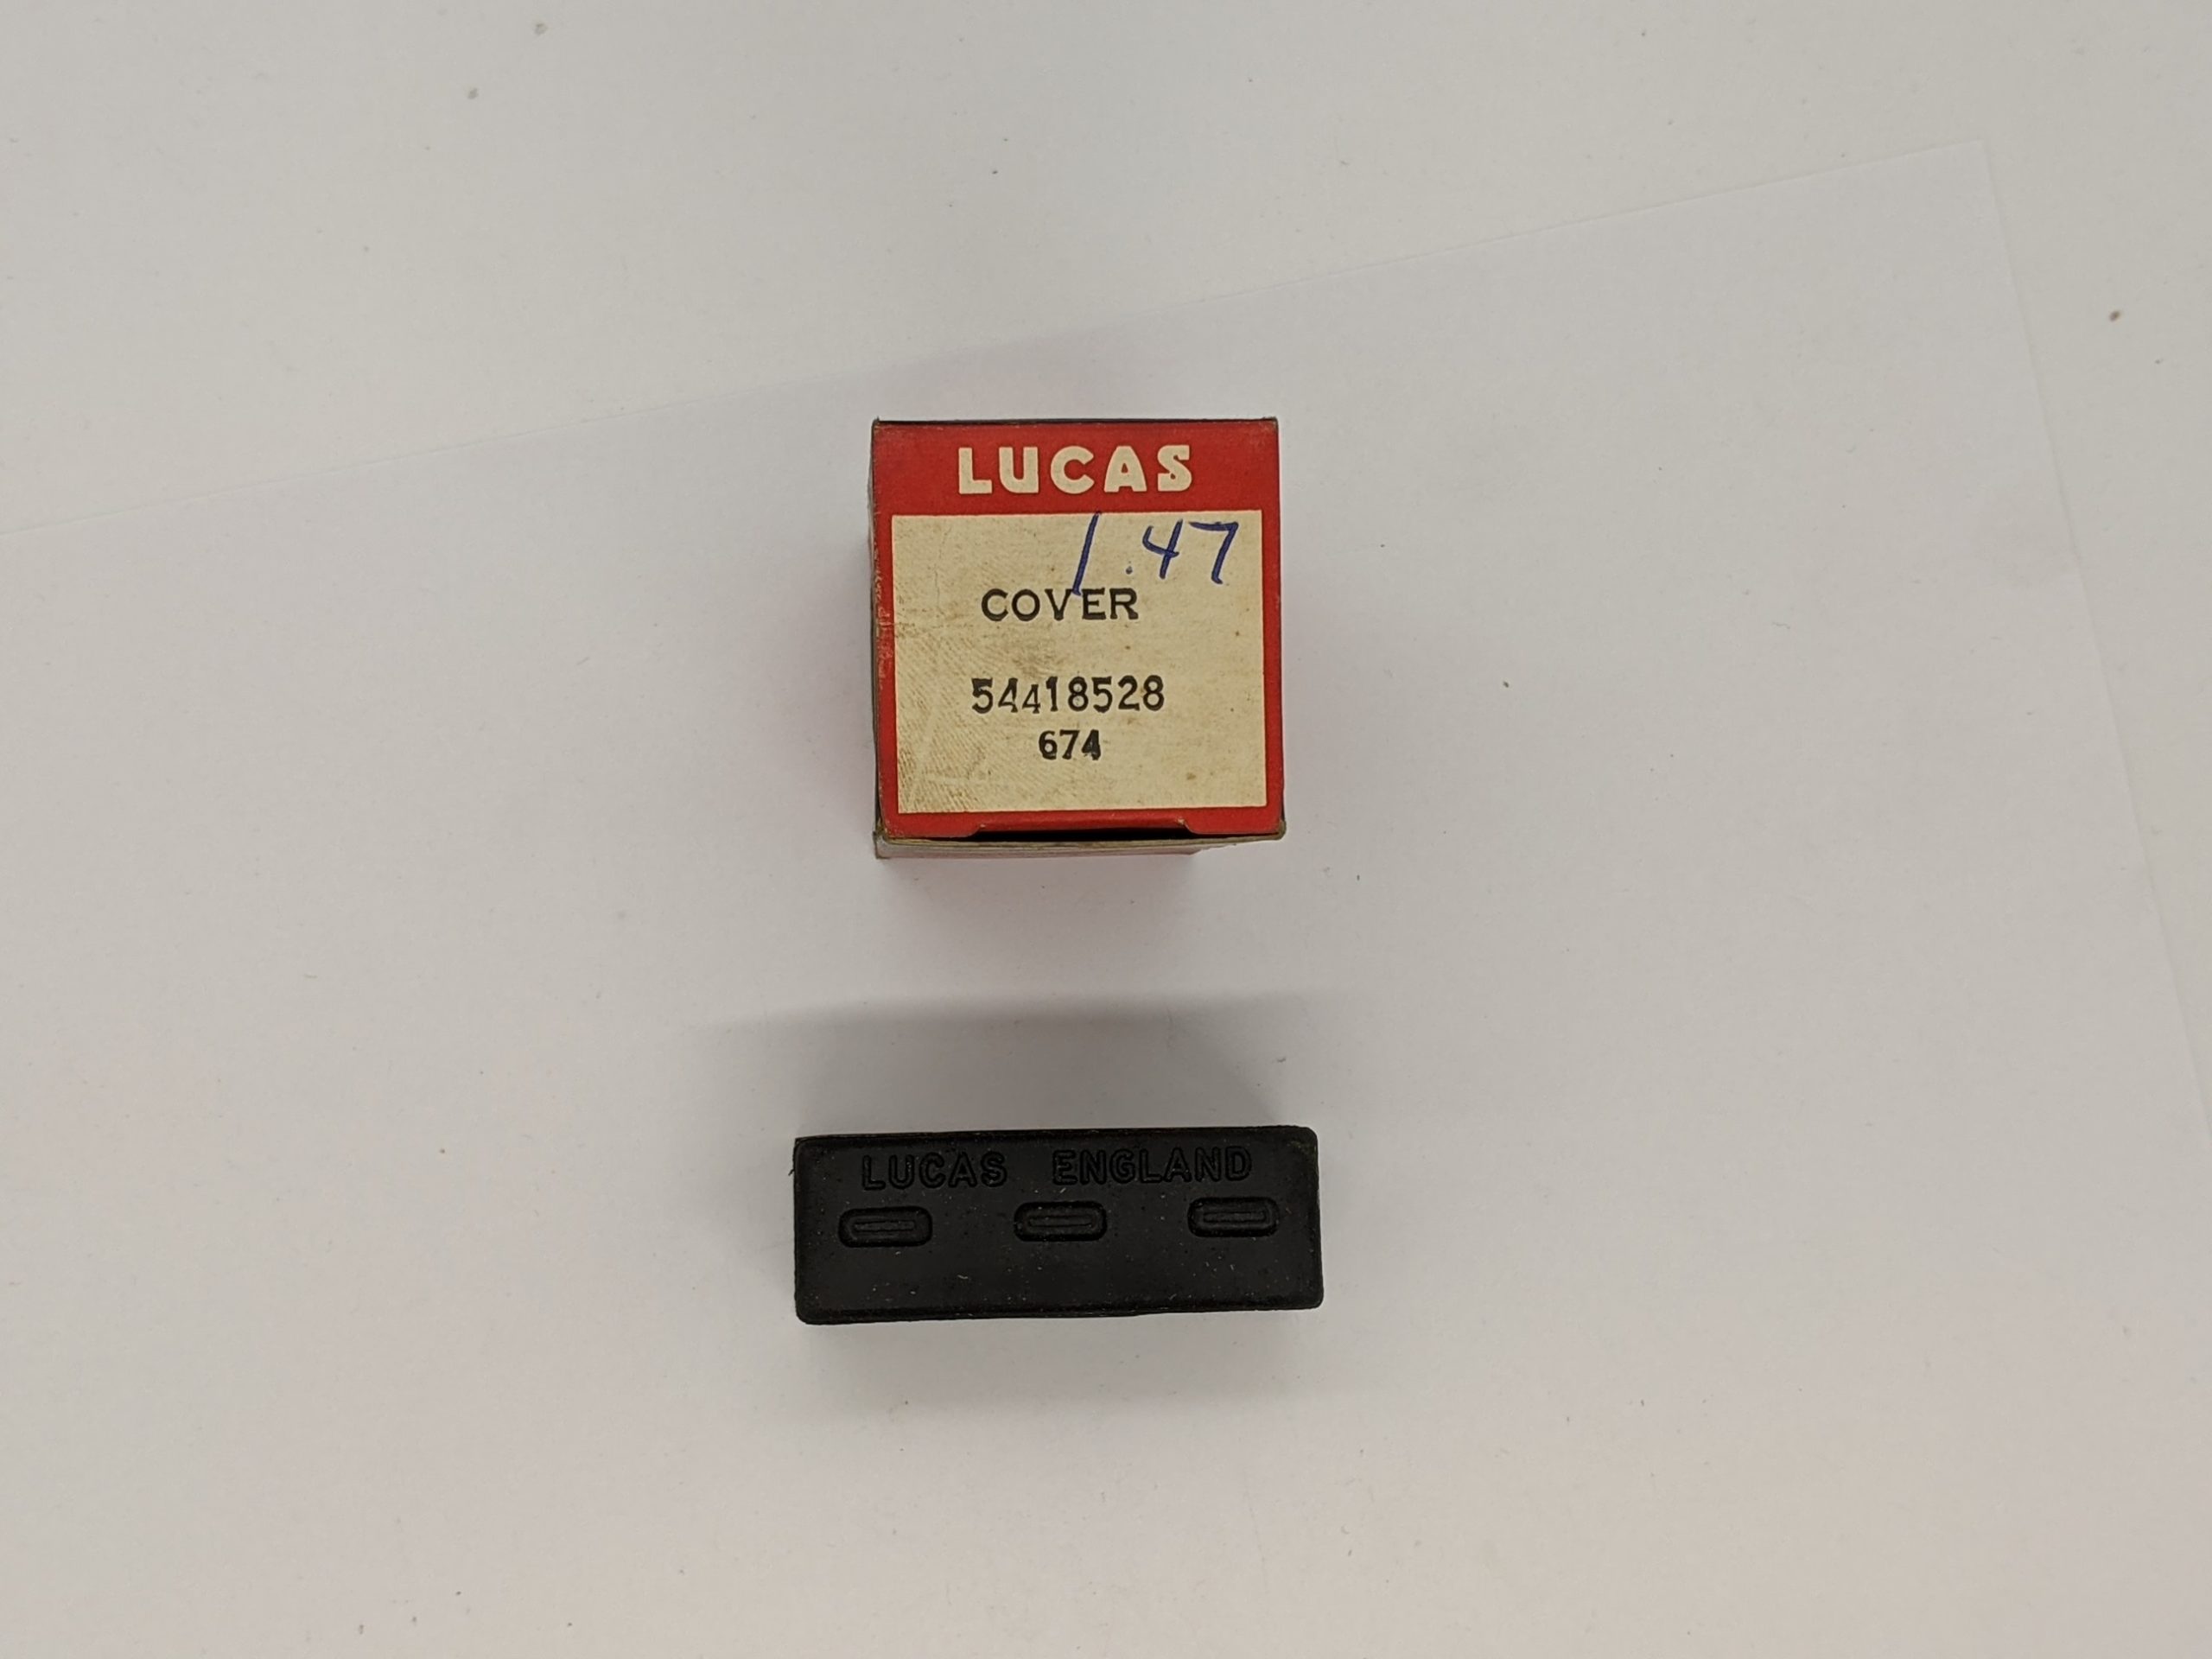 LUCAS
1.47
COVER
54418528
674
LUCAS ENGLAND